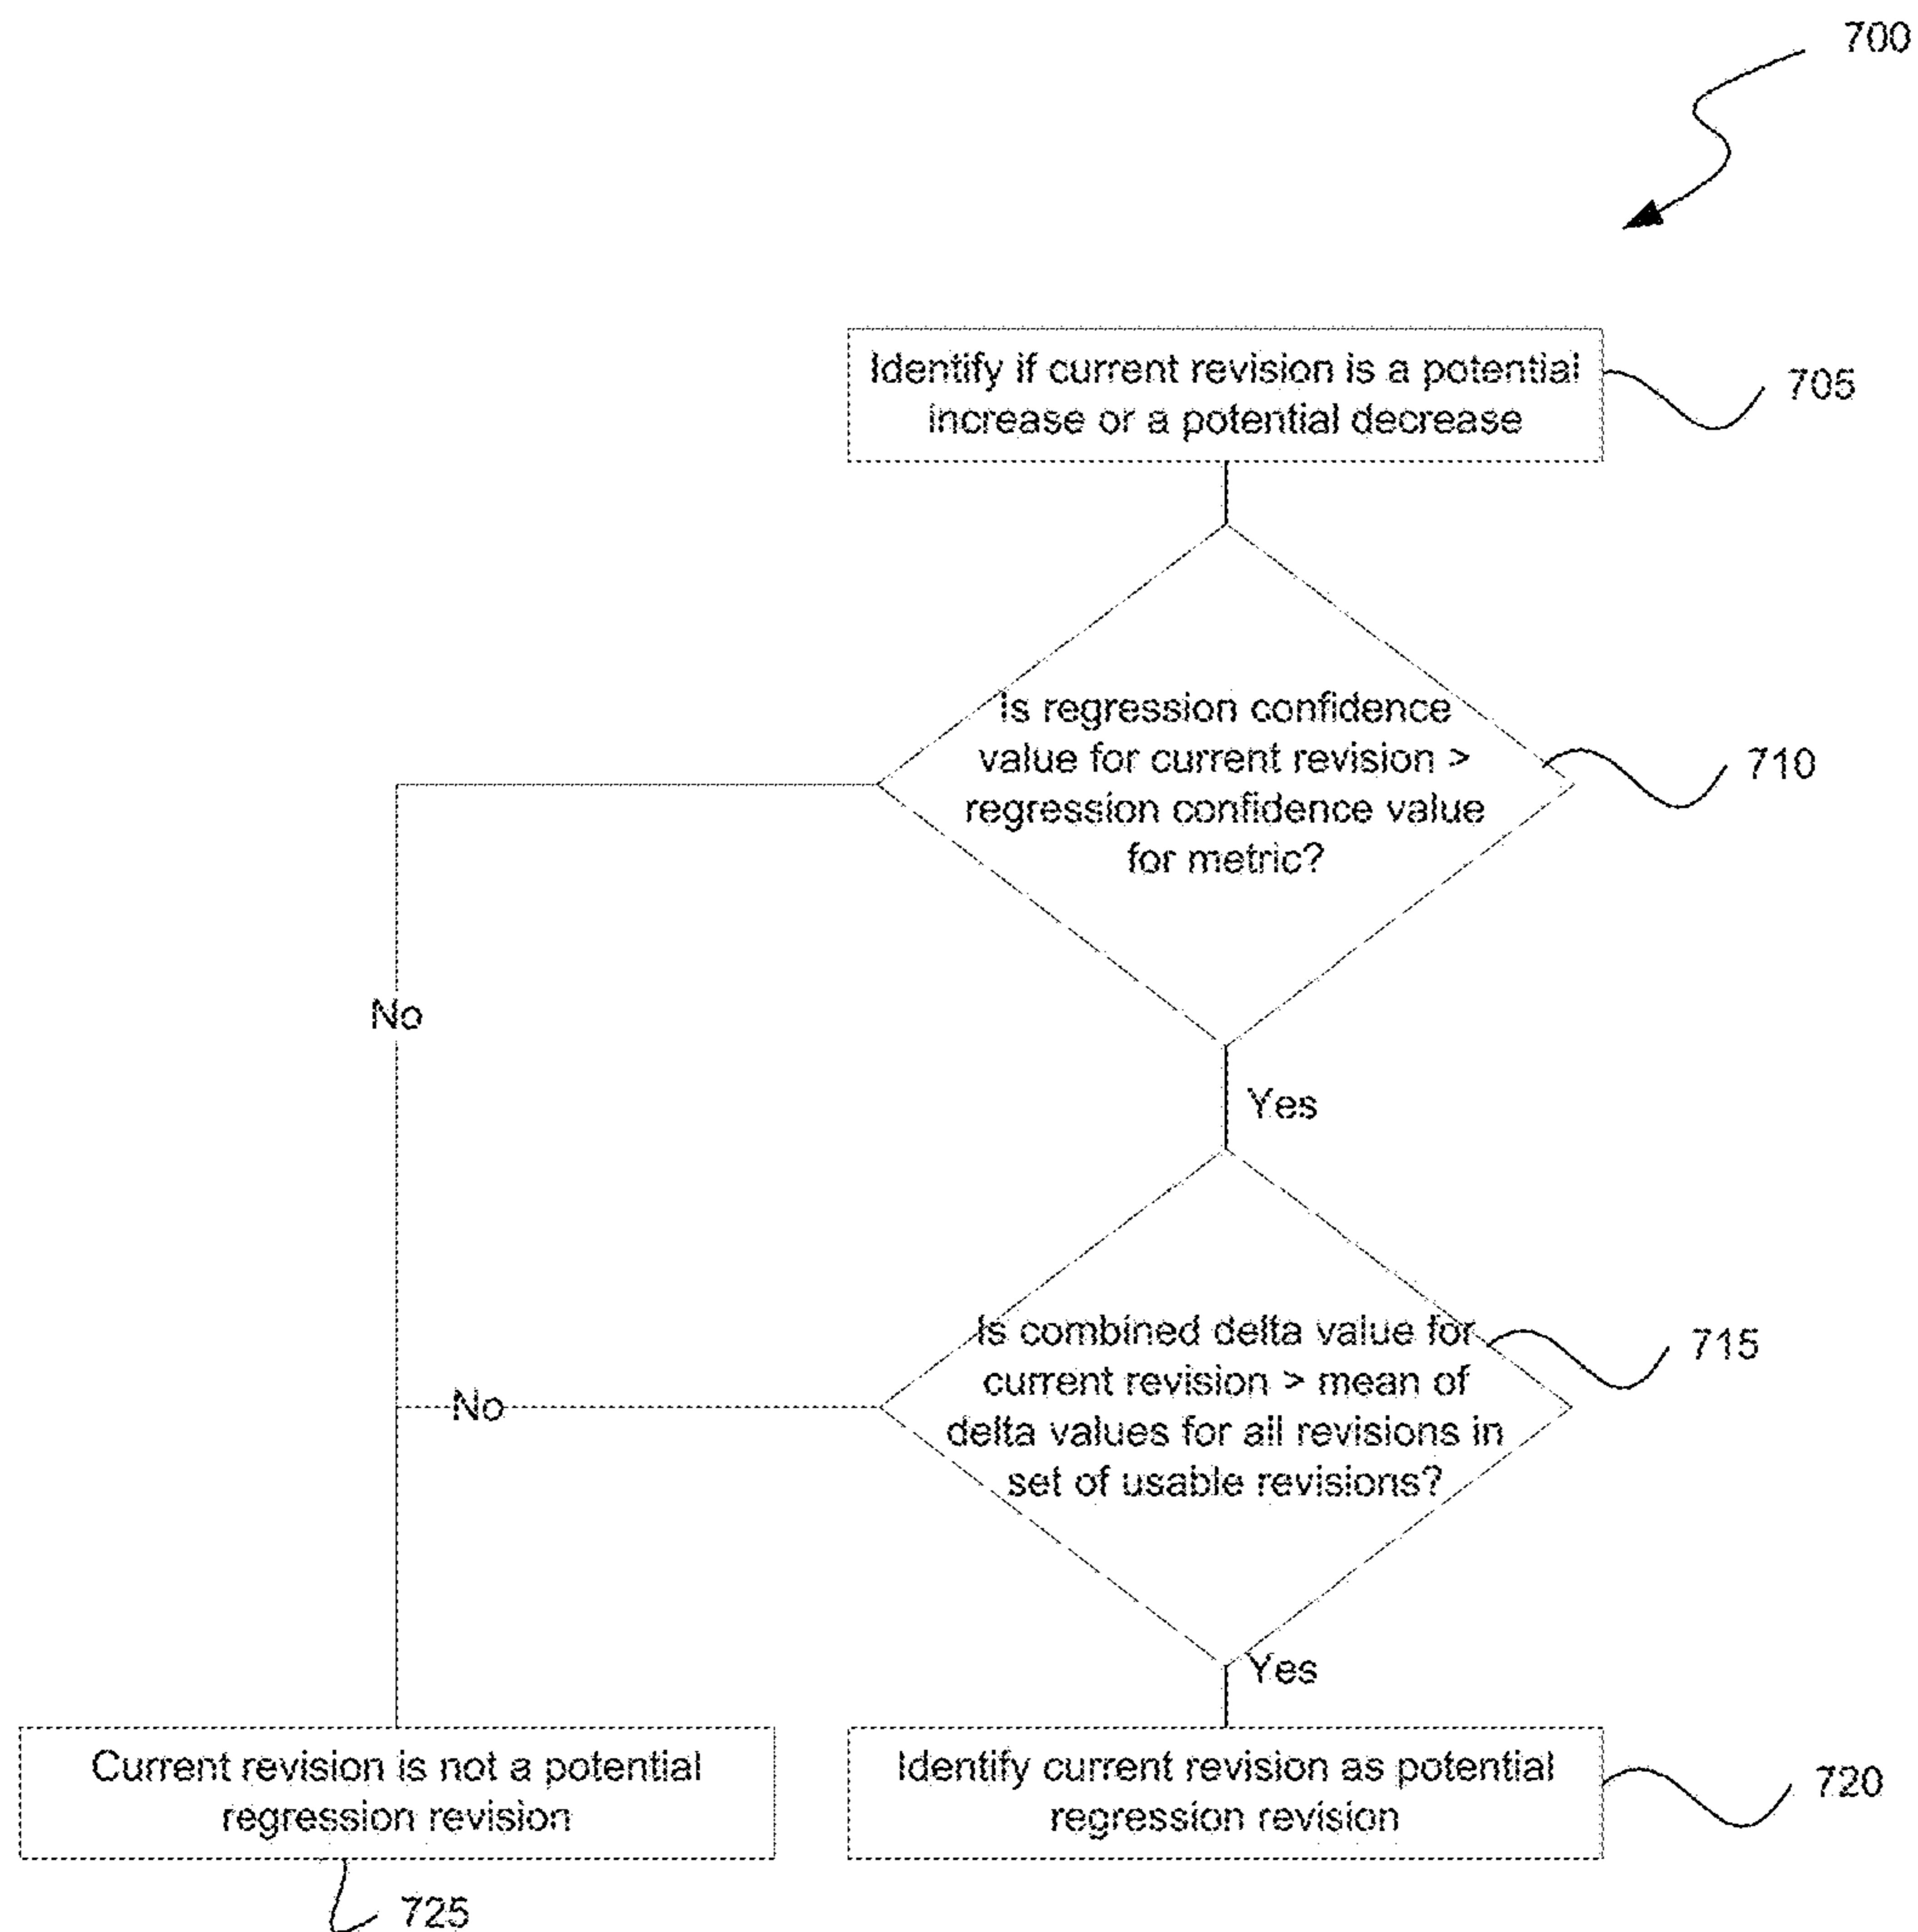 700
Identify if current revision is a potential
increase or a potential decrease
705
Is regression confidence
value for current revision >
regression confidence value
for metric?
710
No
Yes
Is combined delta value for
current revision > mean of
delta values for all revisions in
set of usable revisions?
715
No
Yes
Current revision is not a potential
regression revision
Identify current revision as potential
regression revision
720
725